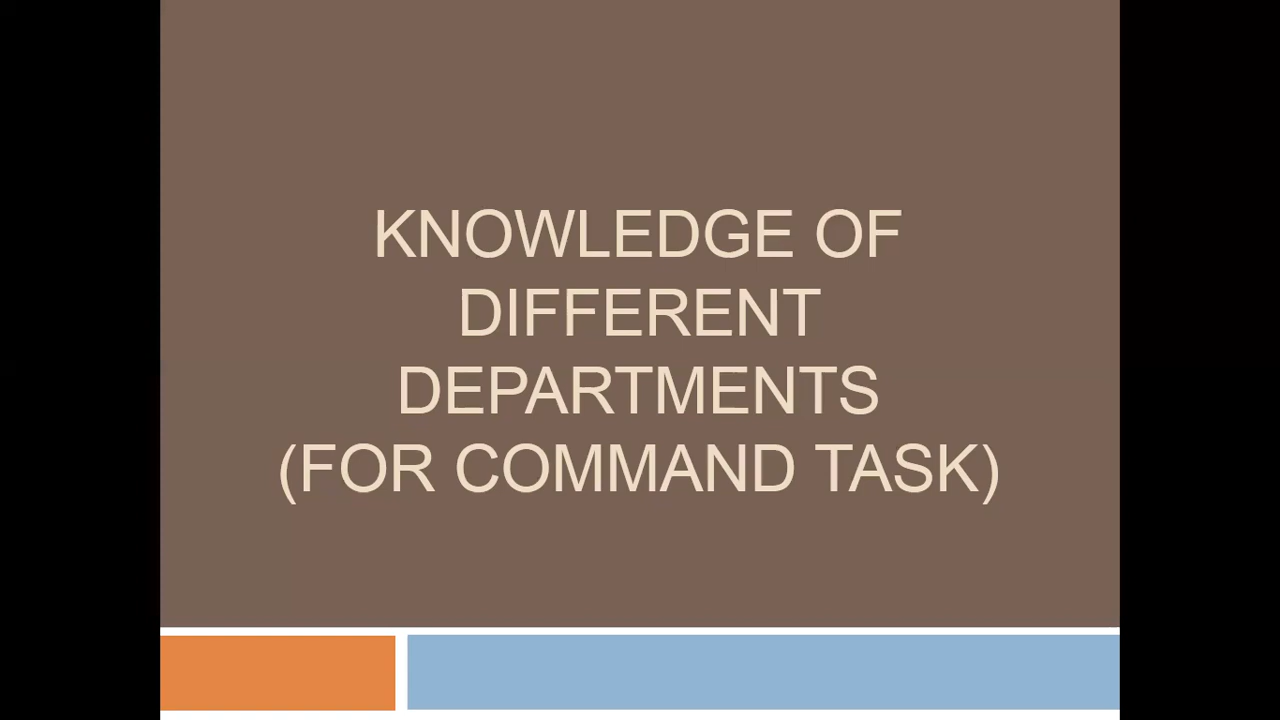 KNOWLEDGE OF
DIFFERENT
DEPARTMENTS
(FOR COMMAND TASK)